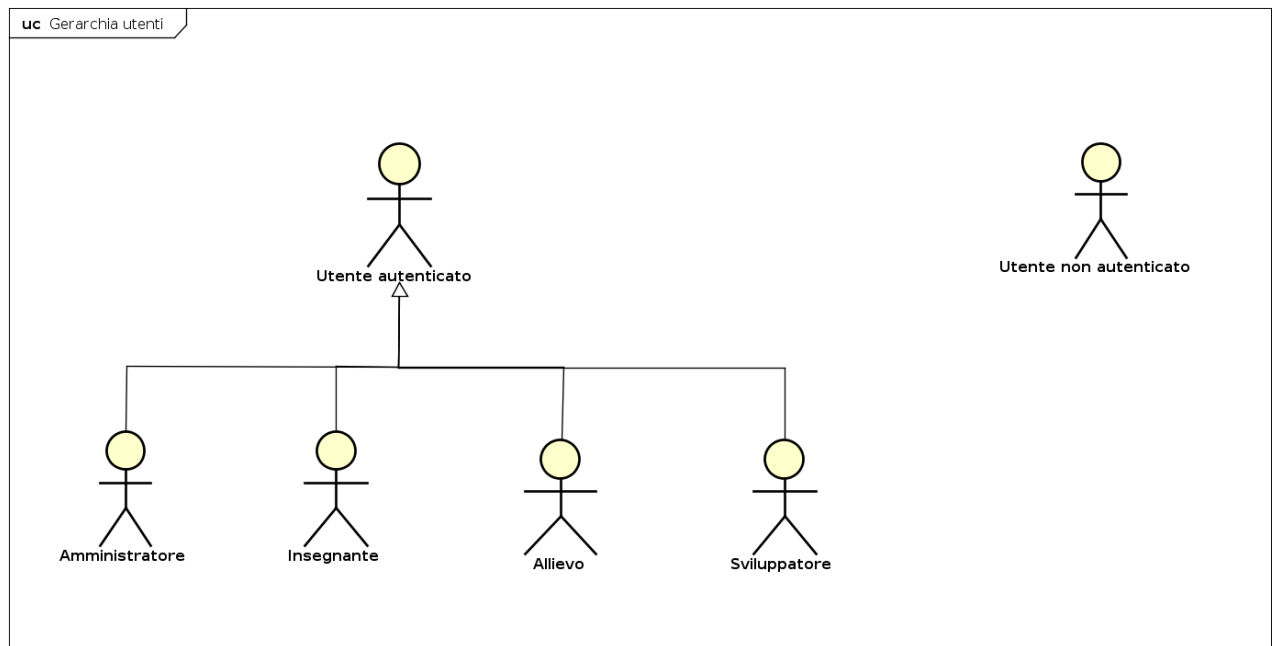 uc Gerarchia utenti
Utente autenticato
Utente non autenticato
Amministratore
Insegnante
Allievo
Sviluppatore